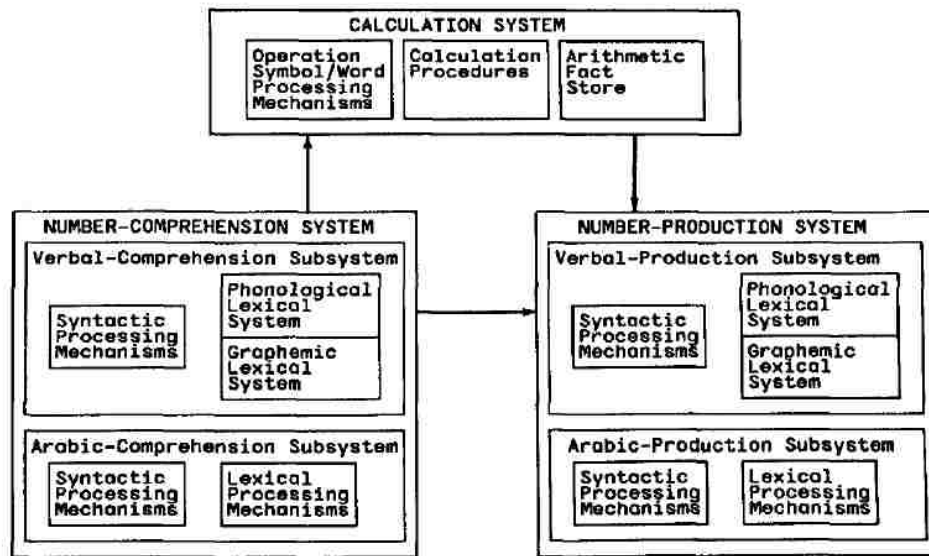 CALCULATION SYSTEM
Operation
Symbol/Word
Processing
Mechanisms
Calculation
Procedures
Arithmetic
Fact
Store
NUMBER-COMPREHENSION SYSTEM
Verbal-Comprehension Subsystem
Syntactic
Processing
Mechanisms
Phonological
Lexical
System
Graphemic
Lexical
System
Arabic-Comprehension Subsystem
Syntactic
Processing
Mechanisms
Lexical
Processing
Mechanisms
NUMBER-PRODUCTION SYSTEM
Verbal-Production Subsystem
Syntactic
Processing
Mechanisms
Phonological
Lexical
System
Graphemic
Lexical
System
Arabic-Production Subsystem
Syntactic
Processing
Mechanisms
Lexical
Processing
Mechanisms